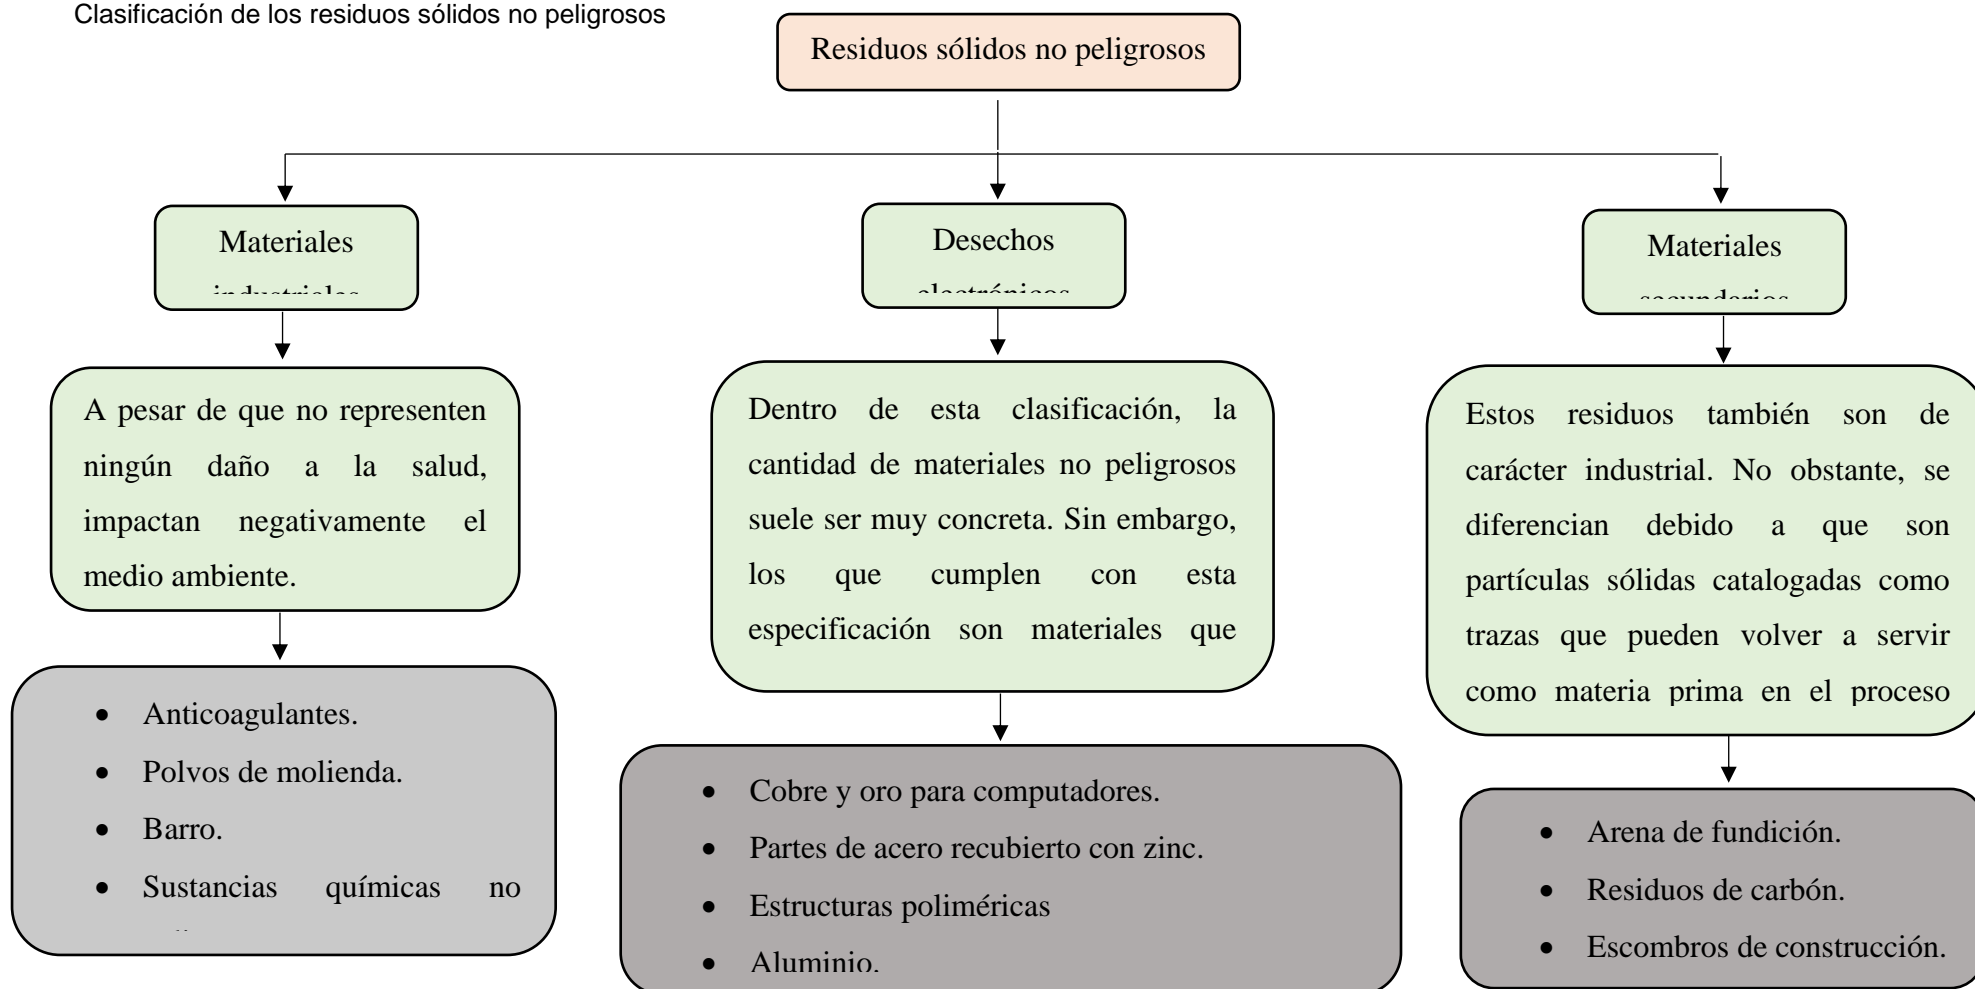 Clasificación de los residuos sólidos no peligrosos
Residuos sólidos no peligrosos
Materiales
industriales
A pesar de que no representen
ningún daño a la salud,
impactan negativamente el
medio ambiente.
• Anticoagulantes.
• Polvos de molienda.
• Barro.
• Sustancias químicas no
Desechos
electrónicos
Dentro de esta clasificación, la
cantidad de materiales no peligrosos
suele ser muy concreta. Sin embargo,
los que cumplen con esta
especificación son materiales que
• Cobre y oro para computadores.
• Partes de acero recubierto con zinc.
• Estructuras poliméricas
• Aluminio.
Materiales
secundarios
Estos residuos también son de
carácter industrial. No obstante, se
diferencian debido a que son
partículas sólidas catalogadas como
trazas que pueden volver a servir
como materia prima en el proceso
• Arena de fundición.
• Residuos de carbón.
• Escombros de construcción.